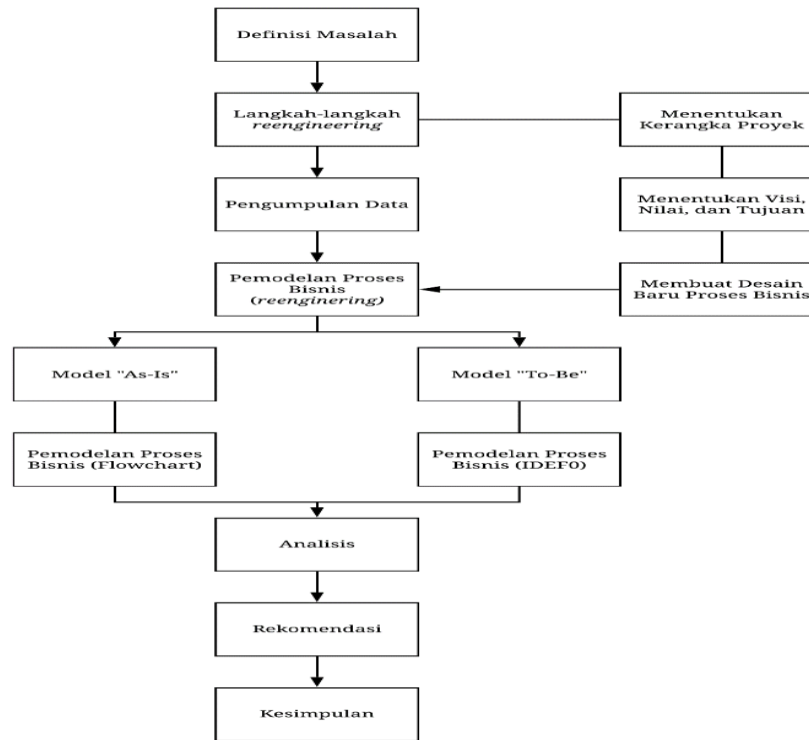 Definisi Masalah
Langkah-langkah
reengineering
Menentukan
Kerangka Proyek
Pengumpulan Data
Menentukan Visi,
Nilai, dan Tujuan
Pemodelan Proses
Bisnis
(reenginering)
Membuat Desain
Baru Proses Bisnis
Model "As-Is"
Model "To-Be"
Pemodelan Proses
Bisnis (Flowchart)
Pemodelan Proses
Bisnis (IDEF0)
Analisis
Rekomendasi
Kesimpulan